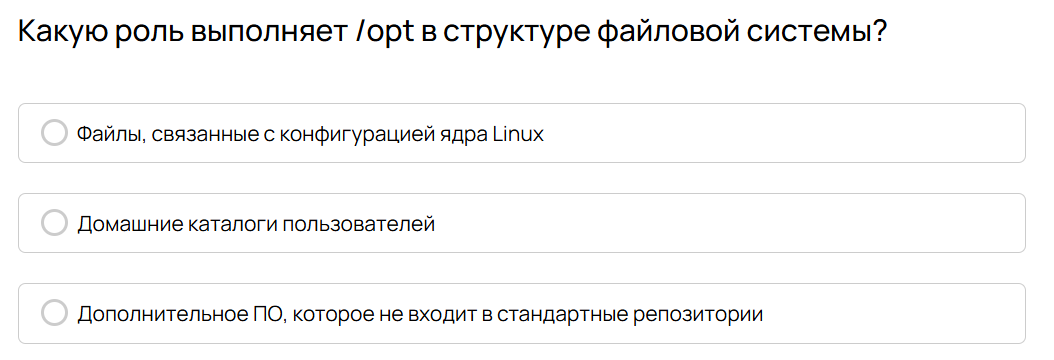 Какую роль выполняет /opt в структуре файловой системы?
Файлы, связанные с конфигурацией ядра Linux
Домашние каталоги пользователей
Дополнительное ПО, которое не входит в стандартные репозитории